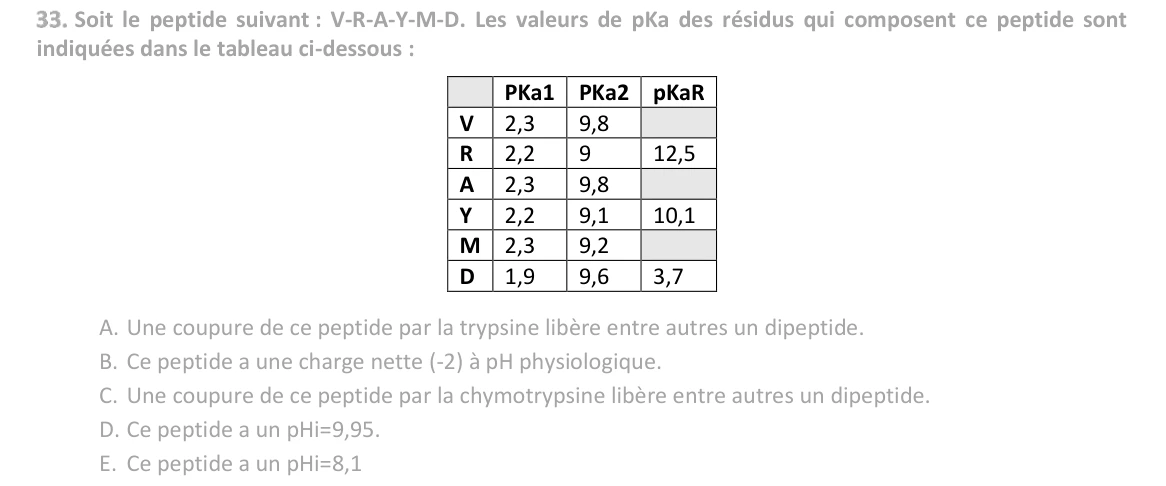 33. Soit le peptide suivant : V-R-A-Y-M-D. Les valeurs de pKa des résidus qui composent ce peptide sont
indiquées dans le tableau ci-dessous :
PKa1 PKa2 pKaR
V 2,3 9,8
R 2,2 9 12,5
A 2,3 9,8
Y 2,2 9,1 10,1
M 2,3 9,2
D 1,9 9,6 3,7
A. Une coupure de ce peptide par la trypsine libère entre autres un dipeptide.
B. Ce peptide a une charge nette (-2) à pH physiologique.
C. Une coupure de ce peptide par la chymotrypsine libère entre autres un dipeptide.
D. Ce peptide a un pHi=9,95.
E. Ce peptide a un pHi=8,1